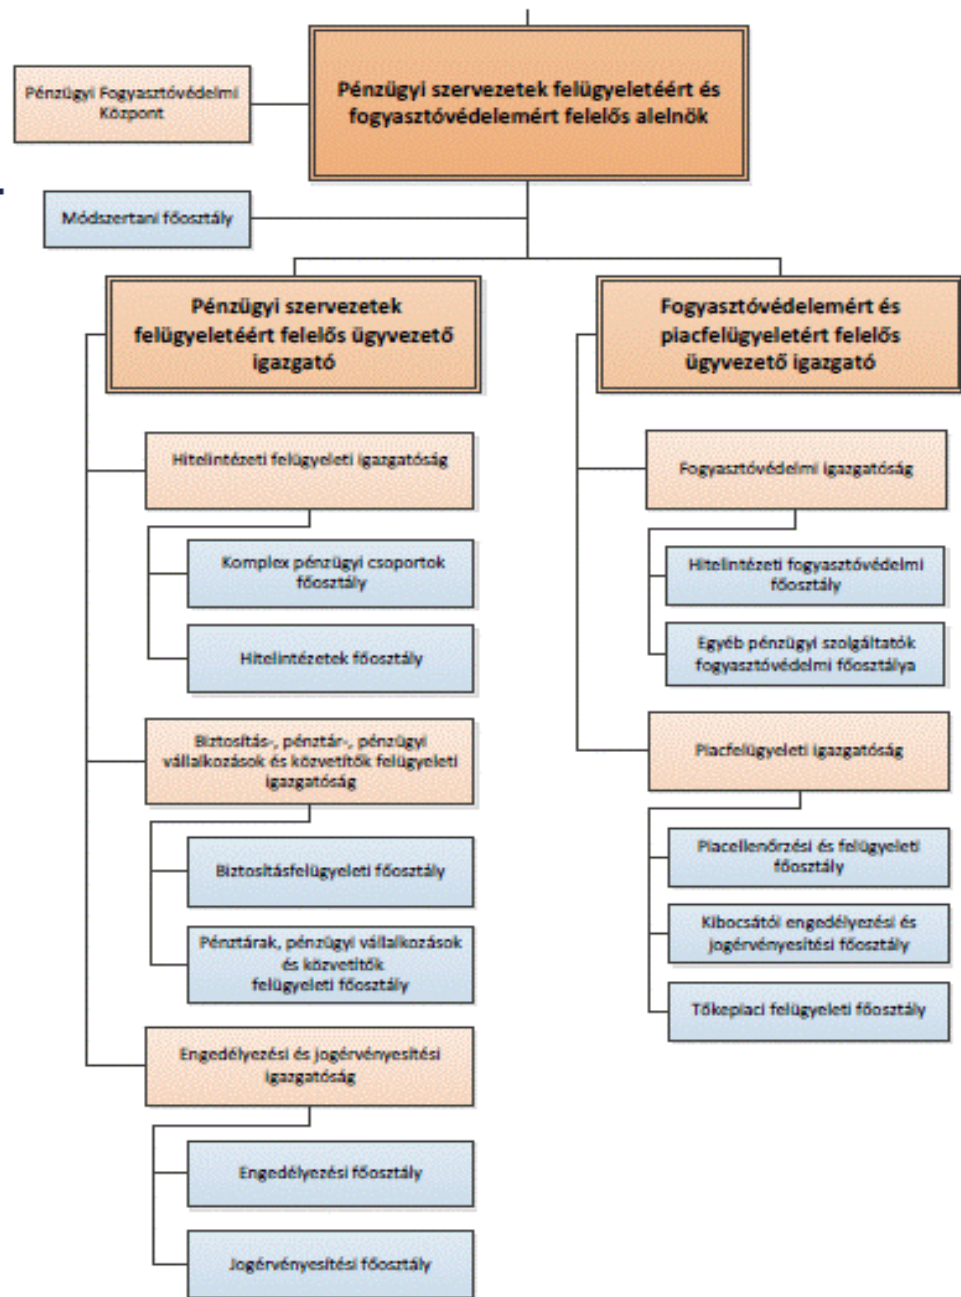 Pénzügyi szervezetek felügyeletéért és
fogyasztóvédelemért felelős alelnök
Pénzügyi Fogyasztóvédelmi
Központ
Módszertani főosztály
Pénzügyi szervezetek
felügyeletéért felelős ügyvezető
igazgató
Hitelintézeti felügyeleti igazgatóság
Komplex pénzügyi csoportok
főosztály
Hitelintézetek főosztály
Biztosítás-, pénztár-, pénzügyi
vállalkozások és közvetítők felügyeleti
igazgatóság
Biztosításfelügyeleti főosztály
Pénztárak, pénzügyi vállalkozások
és közvetítők
felügyeleti főosztály
Engedélyezési és jogérvényesítési
igazgatóság
Engedélyezési főosztály
Jogérvényesítési főosztály
Fogyasztóvédelemért és
piacfelügyeletért felelős
ügyvezető igazgató
Fogyasztóvédelmi igazgatóság
Hitelintézeti fogyasztóvédelmi
főosztály
Egyéb pénzügyi szolgáltatók
fogyasztóvédelmi főosztálya
Piacfelügyeleti igazgatóság
Piacellenőrzési és felügyeleti
főosztály
Kibocsátói engedélyezési és
jogérvényesítési főosztály
Tőkepiaci felügyeleti főosztály